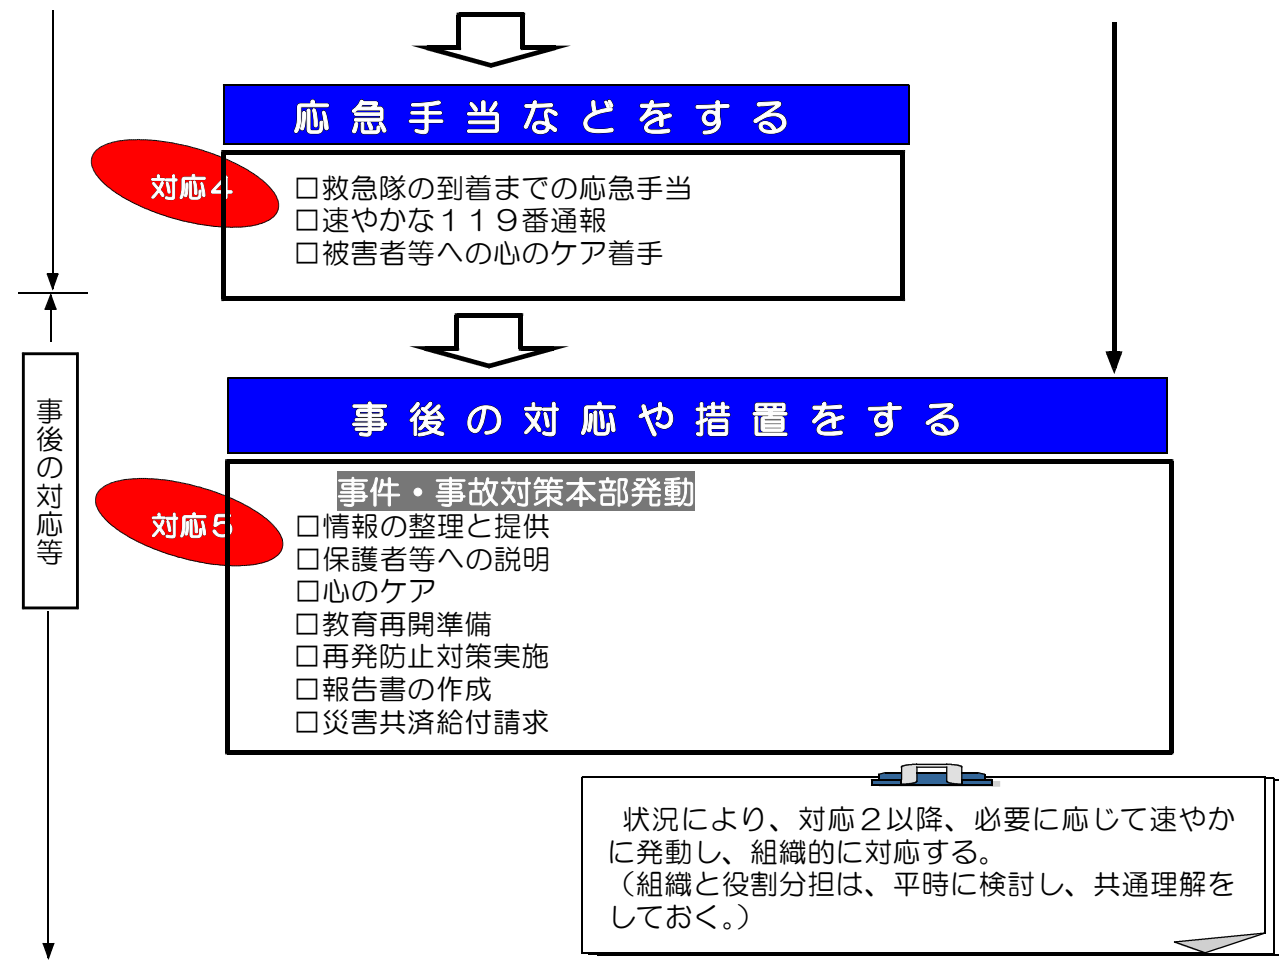 応急手当などをする
対応４
□救急隊の到着までの応急手当
□速やかな１１９番通報
□被害者等への心のケア着手
事後の対応や措置をする
事後の対応等
事件・事故対策本部発動
対応５
□情報の整理と提供
□保護者等への説明
□心のケア
□教育再開準備
□再発防止対策実施
□報告書の作成
□災害共済給付請求
状況により、対応２以降、必要に応じて速やか
に発動し、組織的に対応する。
（組織と役割分担は、平時に検討し、共通理解を
しておく。）